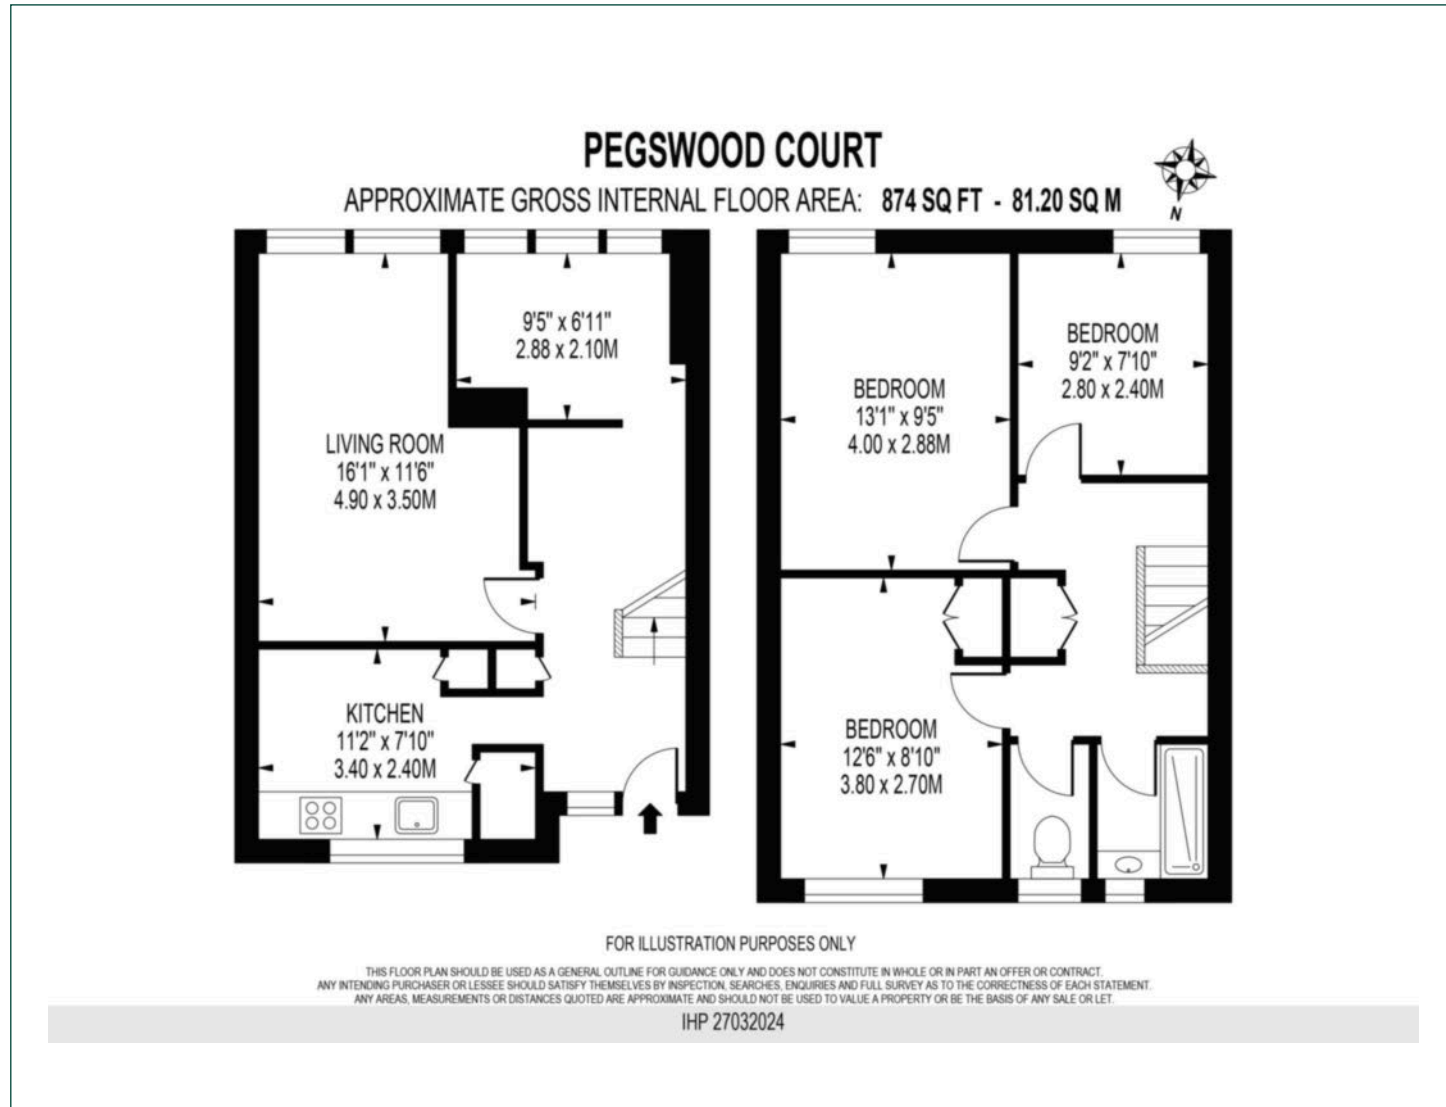 PEGSWOOD COURT
APPROXIMATE GROSS INTERNAL FLOOR AREA: 874 SQ FT - 81.20 SQ M
N
9'5" x 6'11"
2.88 x 2.10M
LIVING ROOM
16'1" x 11'6"
4.90 x 3.50M
KITCHEN
11'2" x 7'10"
3.40 x 2.40M
BEDROOM
13'1" x 9'5"
4.00 x 2.88M
BEDROOM
9'2" x 7'10"
2.80 x 2.40M
BEDROOM
12'6" x 8'10"
3.80 x 2.70M
FOR ILLUSTRATION PURPOSES ONLY
THIS FLOOR PLAN SHOULD BE USED AS A GENERAL OUTLINE FOR GUIDANCE ONLY AND DOES NOT CONSTITUTE IN WHOLE OR IN PART AN OFFER OR CONTRACT.
ANY INTENDING PURCHASER OR LESSEE SHOULD SATISFY THEMSELVES BY INSPECTION, SEARCHES, ENQUIRIES AND FULL SURVEY AS TO THE CORRECTNESS OF EACH STATEMENT.
ANY AREAS, MEASUREMENTS OR DISTANCES QUOTED ARE APPROXIMATE AND SHOULD NOT BE USED TO VALUE A PROPERTY OR BE THE BASIS OF ANY SALE OR LET.
IHP 27032024